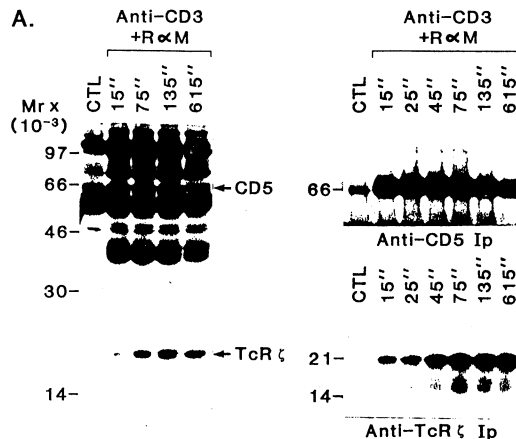 A.
Anti-CD3
+RαM
Mr x
(10⁻³)
CTL
15"
75"
135"
615"
97-
66-
46-
30-
14-
CD5
TcR ζ
Anti-CD3
+RαM
CTL
15"
25"
45"
75"
135"
615"
66-
Anti-CD5 Ip
CTL
15"
25"
45"
75"
135"
615"
21-
14-
Anti-TcR ζ Ip